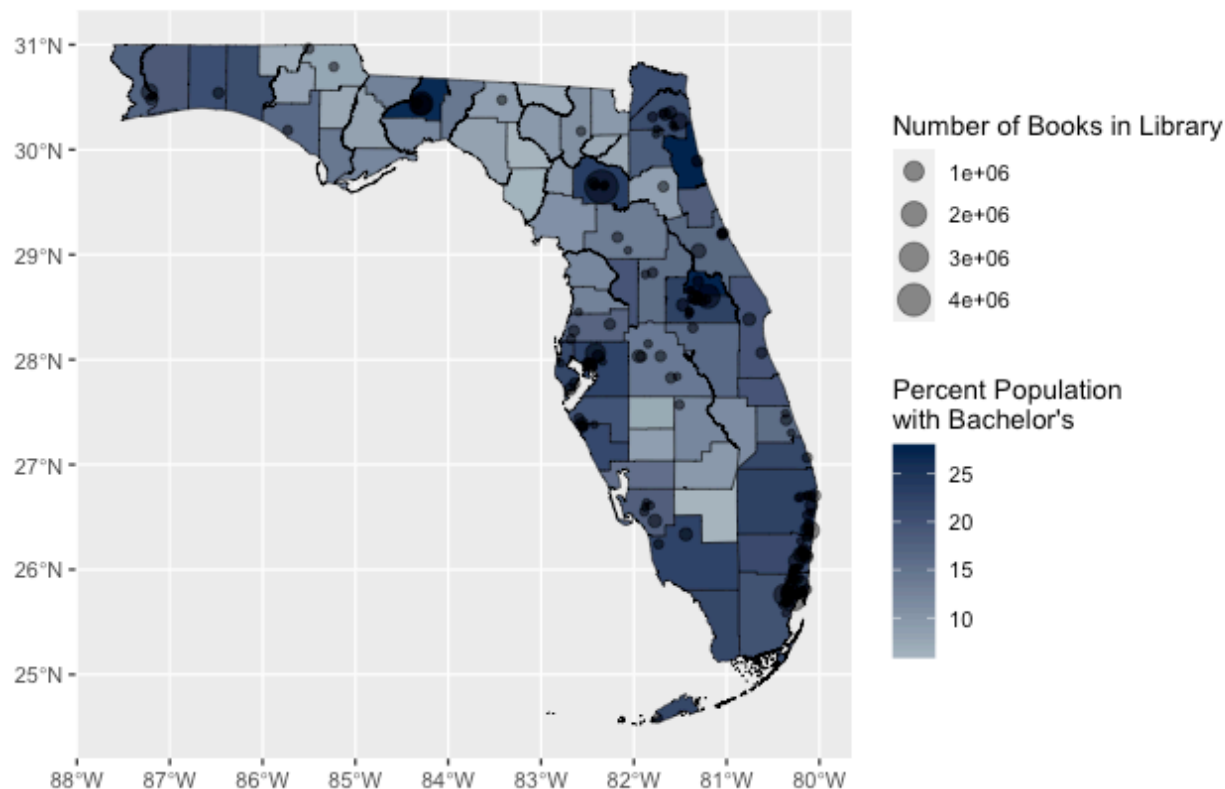 31°N
30°N
29°N
28°N
27°N
26°N
25°N
88°W 87°W 86°W 85°W 84°W 83°W 82°W 81°W 80°W
Number of Books in Library
1e+06
2e+06
3e+06
4e+06
Percent Population
with Bachelor's
25
20
15
10